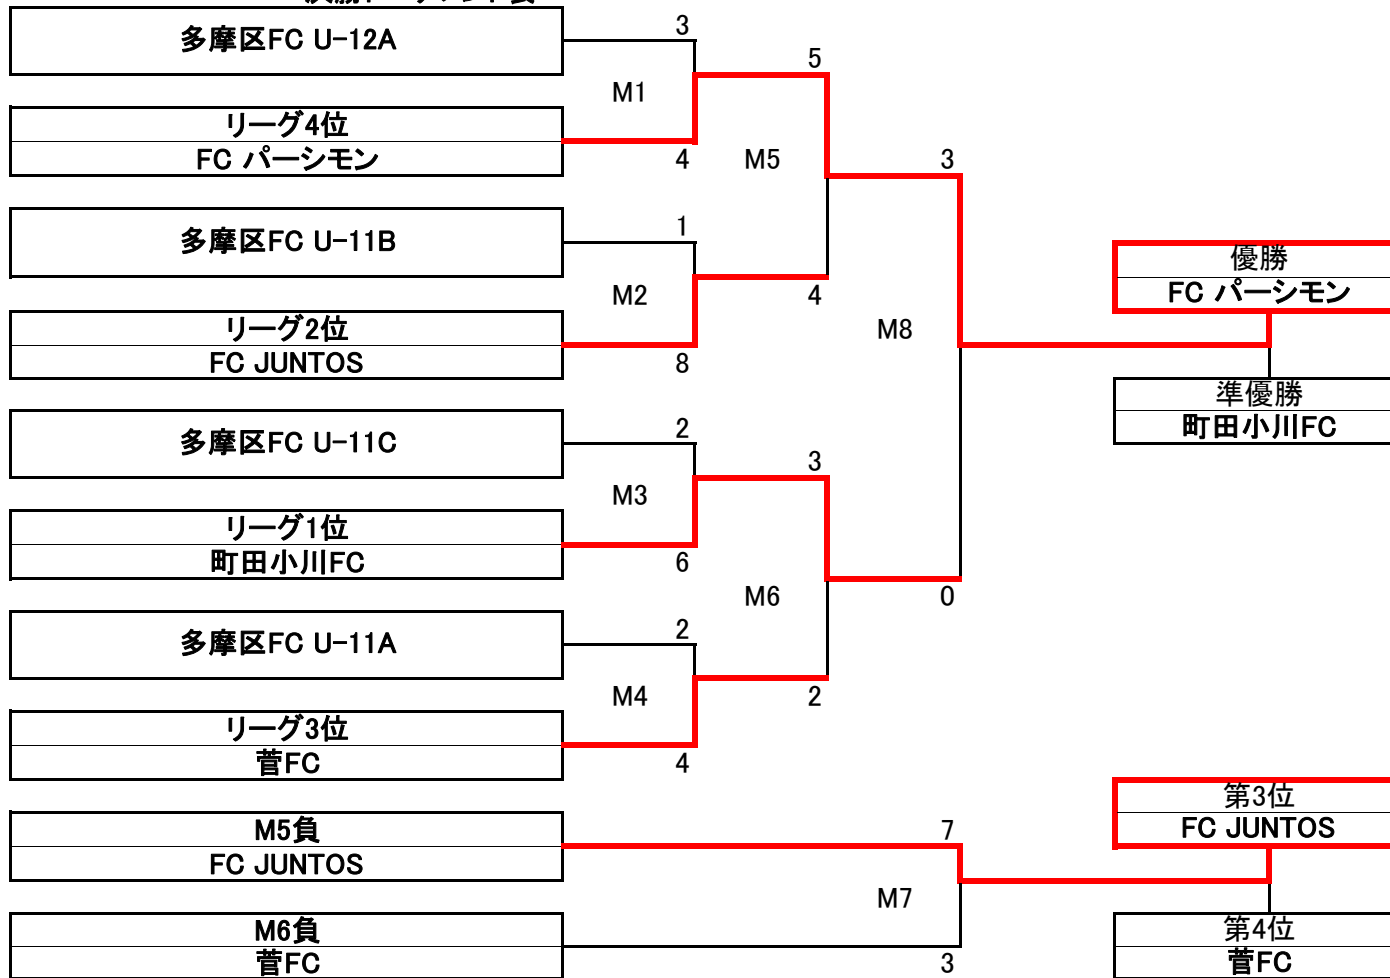 多摩区FC U-12A
3
5
M1
リーグ4位
FC パーシモン
4
M5
3
多摩区FC U-11B
1
優勝
FC パーシモン
M2
4
リーグ2位
FC JUNTOS
8
M8
準優勝
町田小川FC
多摩区FC U-11C
2
3
M3
リーグ1位
町田小川FC
6
M6
0
多摩区FC U-11A
2
M4
2
リーグ3位
菅FC
4
第3位
FC JUNTOS
M5負
FC JUNTOS
7
M7
M6負
菅FC
3
第4位
菅FC